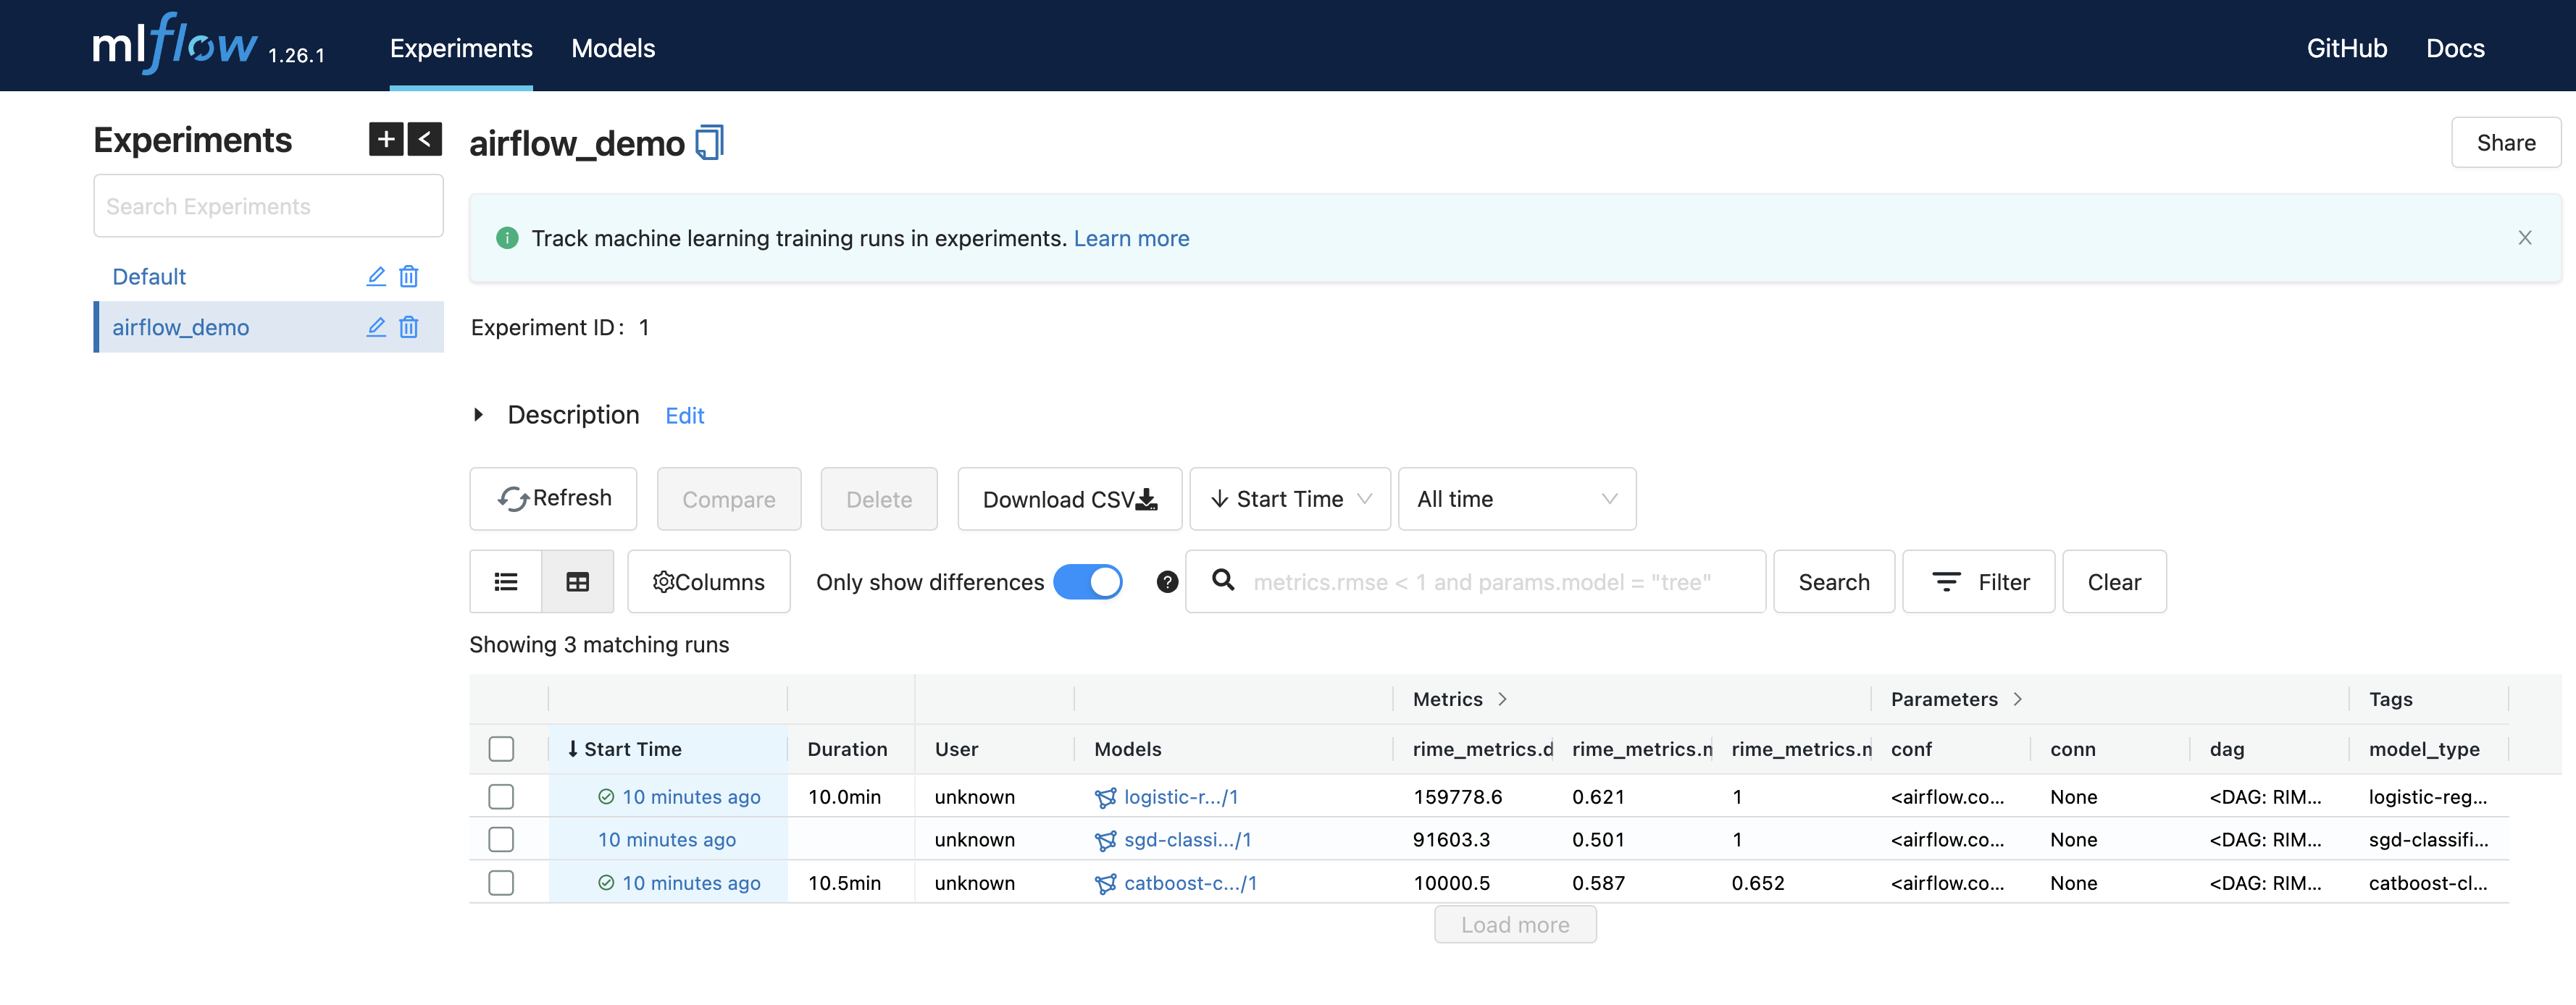 mlflow 1.26.1 Experiments Models GitHub Docs
Experiments
Search Experiments
Default
airflow_demo
airflow_demo
Share
Track machine learning training runs in experiments. Learn more
Experiment ID: 1
Description Edit
Refresh Compare Delete Download CSV Start Time All time
Columns Only show differences metrics.rmse < 1 and params.model = "tree" Search Filter Clear
Showing 3 matching runs
Metrics Parameters Tags
Start Time Duration User Models rime_metrics.d rime_metrics.n rime_metrics.n conf conn dag model_type
10 minutes ago 10.0min unknown logistic-r.../1 159778.6 0.621 1 <airflow.co... None <DAG: RIM... logistic-reg...
10 minutes ago unknown sgd-classi.../1 91603.3 0.501 1 <airflow.co... None <DAG: RIM... sgd-classifi...
10 minutes ago 10.5min unknown catboost-c.../1 10000.5 0.587 0.652 <airflow.co... None <DAG: RIM... catboost-cl...
Load more